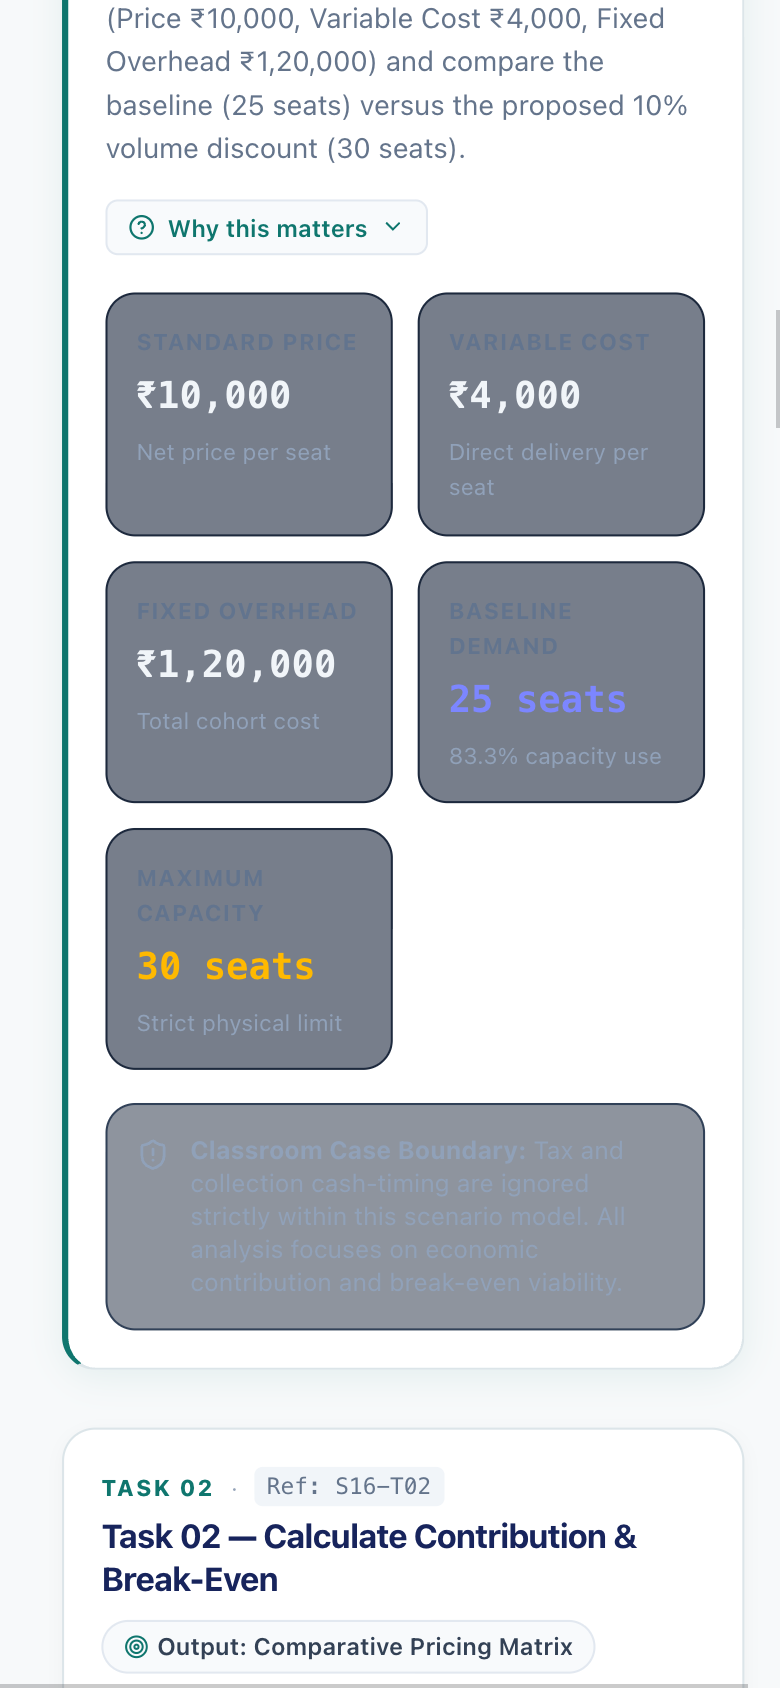 (Price ₹10,000, Variable Cost ₹4,000, Fixed
Overhead ₹1,20,000) and compare the
baseline (25 seats) versus the proposed 10%
volume discount (30 seats).
Why this matters
STANDARD PRICE
₹10,000
Net price per seat
VARIABLE COST
₹4,000
Direct delivery per
seat
FIXED OVERHEAD
₹1,20,000
Total cohort cost
BASELINE
DEMAND
25 seats
83.3% capacity use
MAXIMUM
CAPACITY
30 seats
Strict physical limit
Classroom Case Boundary: Tax and
collection cash-timing are ignored
strictly within this scenario model. All
analysis focuses on economic
contribution and break-even viability.
TASK 02 · Ref: S16-T02
Task 02 — Calculate Contribution &
Break-Even
Output: Comparative Pricing Matrix